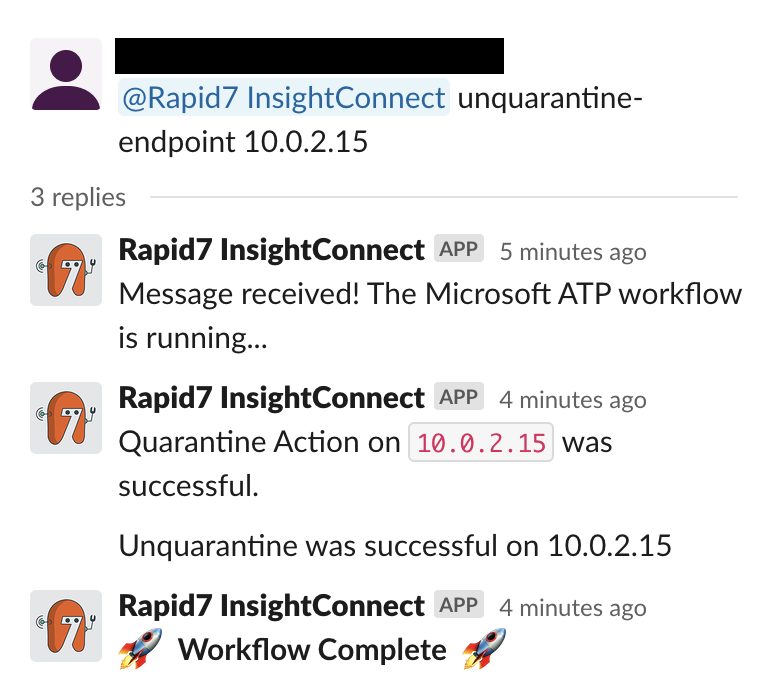 @Rapid7 InsightConnect unquarantine-
endpoint 10.0.2.15
3 replies
Rapid7 InsightConnect APP 5 minutes ago
Message received! The Microsoft ATP workflow
is running...
Rapid7 InsightConnect APP 4 minutes ago
Quarantine Action on 10.0.2.15 was
successful.
Unquarantine was successful on 10.0.2.15
Rapid7 InsightConnect APP 4 minutes ago
🚀 Workflow Complete 🚀